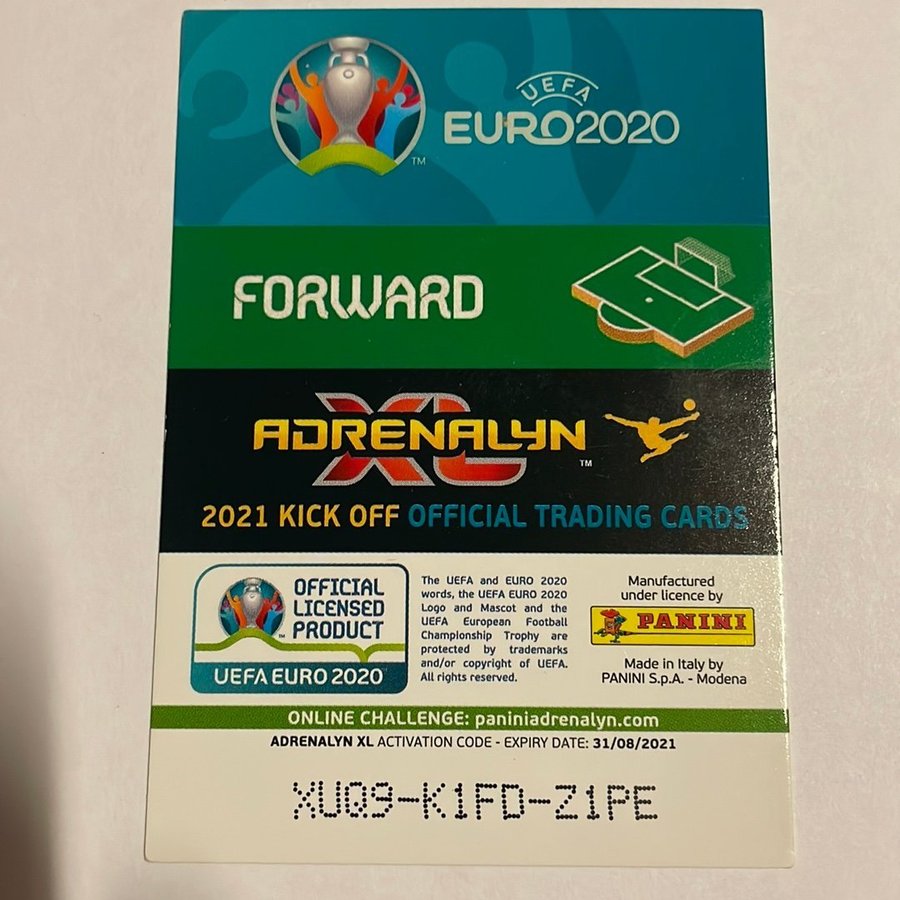 UEFA
EURO2020
TM
FORWARD
ADRENALYN XL
TM
2021 KICK OFF OFFICIAL TRADING CARDS
OFFICIAL
LICENSED
PRODUCT
TM
UEFA EURO 2020
The UEFA and EURO 2020
words, the UEFA EURO 2020
Logo and Mascot and the
UEFA European Football
Championship Trophy are
protected by trademarks
and/or copyright of UEFA.
All rights reserved.
Manufactured
under licence by
PANINI
Made in Italy by
PANINI S.p.A. - Modena
ONLINE CHALLENGE: paniniadrenalyn.com
ADRENALYN XL ACTIVATION CODE - EXPIRY DATE: 31/08/2021
XUQ9-K1FD-Z1PE